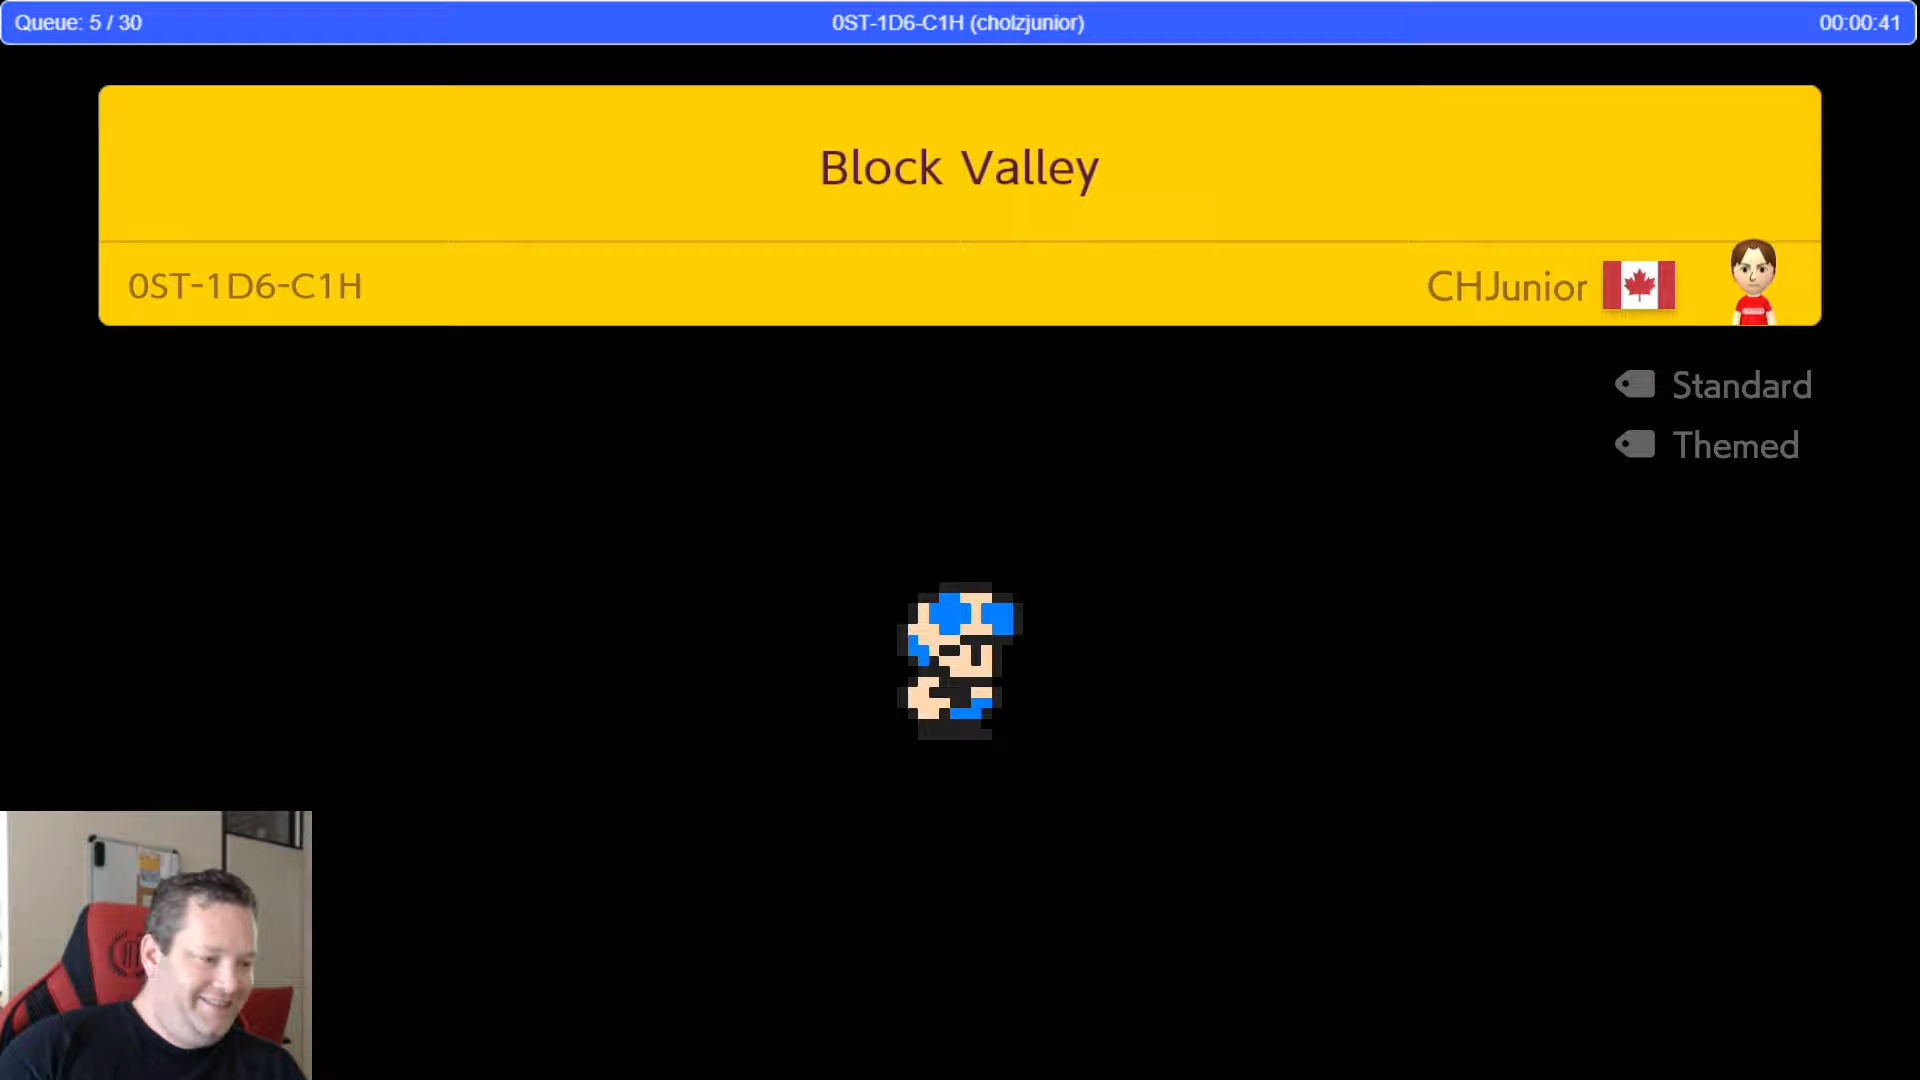 Queue: 5 / 30
0ST-1D6-C1H (cholzjunior)
00:00:41
Block Valley
0ST-1D6-C1H
CHJunior
Standard
Themed